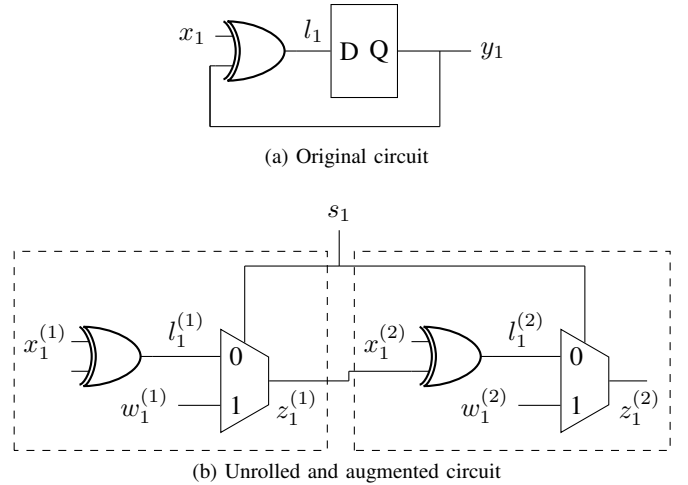 x₁ l₁ D Q y₁
(a) Original circuit
s₁
x₁⁽¹⁾ l₁⁽¹⁾ 0 x₁⁽²⁾ l₁⁽²⁾ 0
w₁⁽¹⁾ 1 z₁⁽¹⁾ w₁⁽²⁾ 1 z₁⁽²⁾
(b) Unrolled and augmented circuit